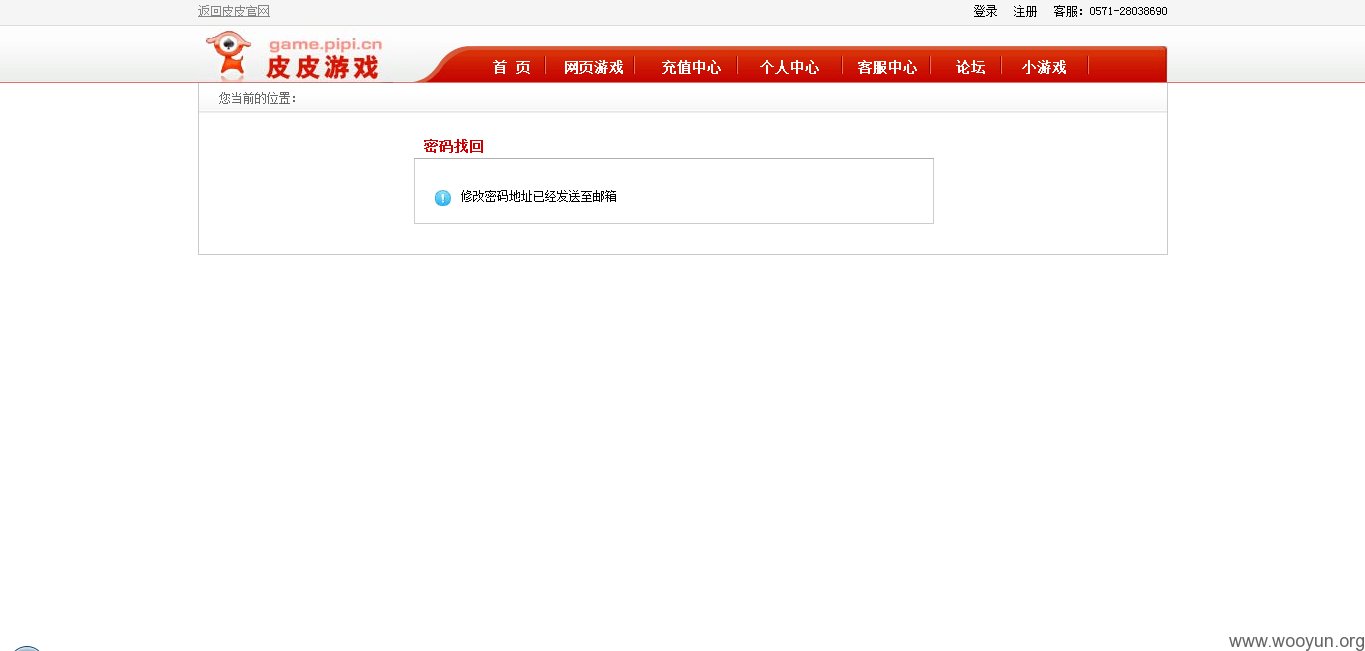 返回皮皮官网
登录 注册 客服：0571-28038690
game.pipi.cn
皮皮游戏
首 页 网页游戏 充值中心 个人中心 客服中心 论坛 小游戏
您当前的位置：
密码找回
修改密码地址已经发送至邮箱
www.wooyun.org